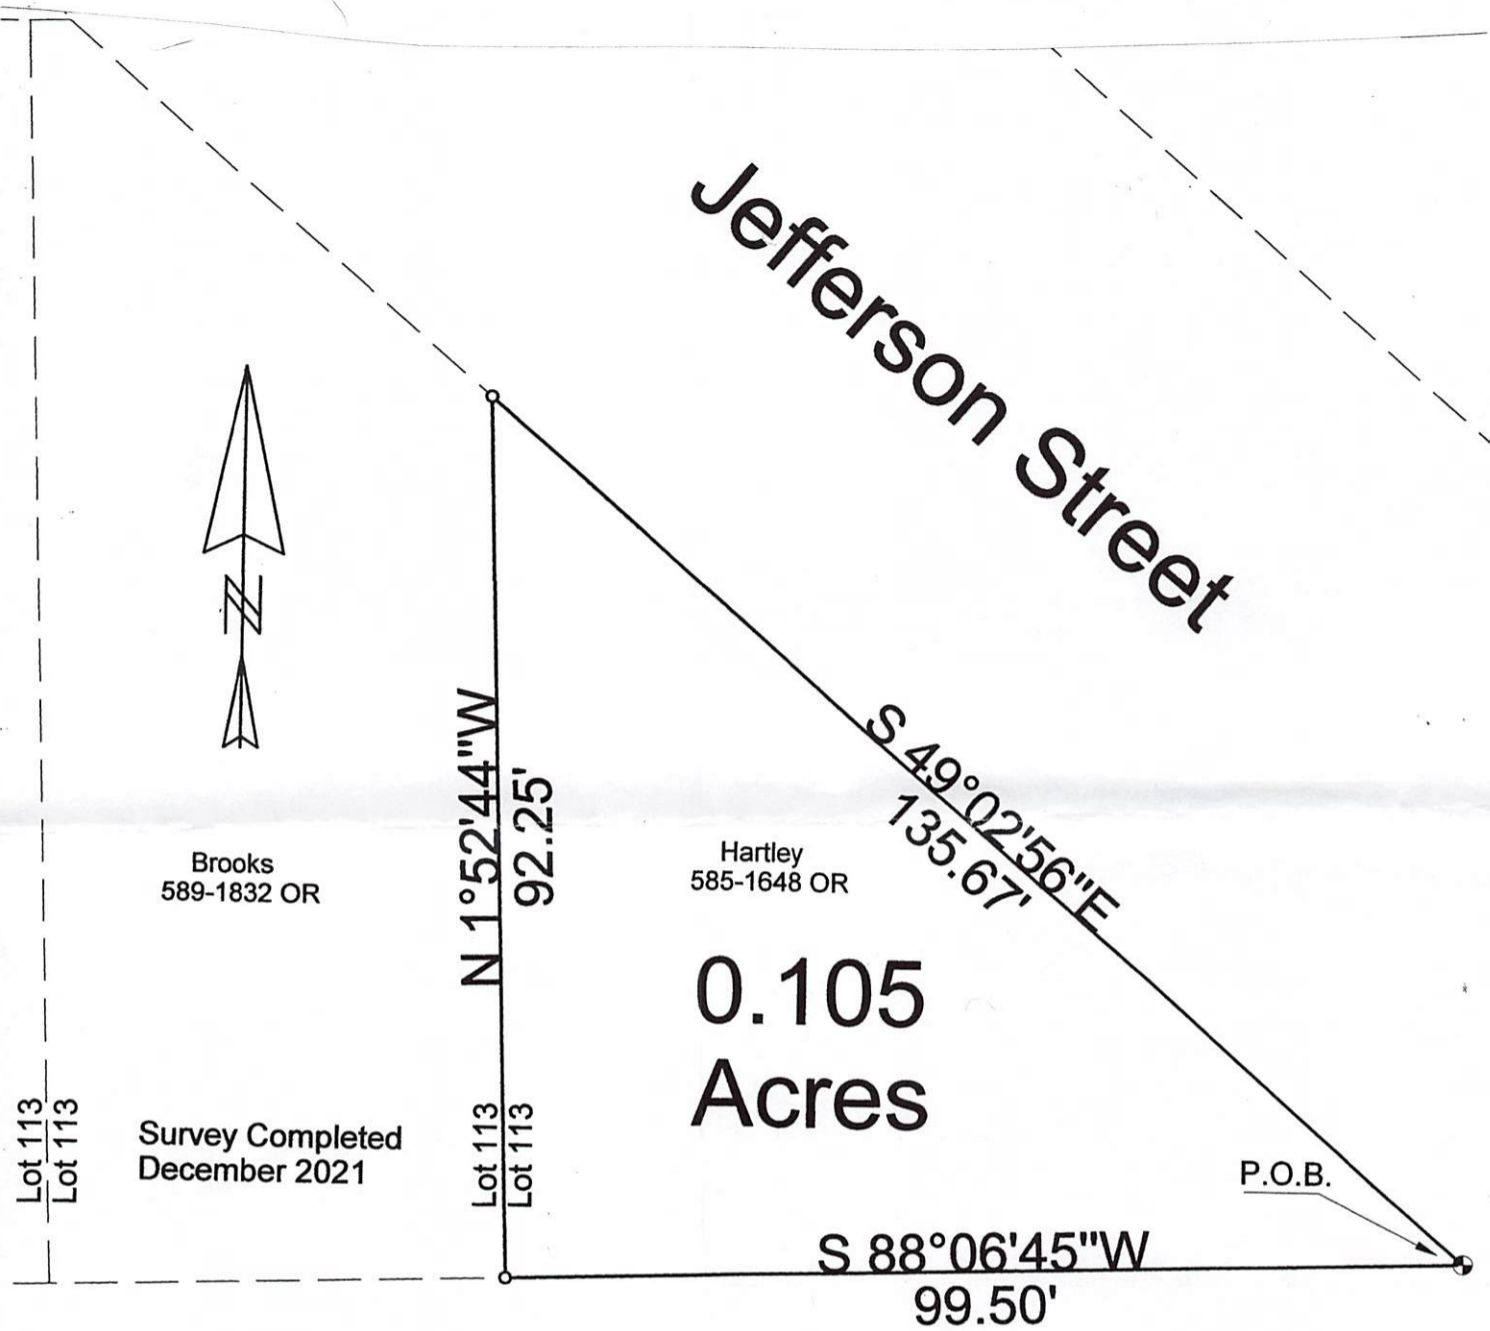 Jefferson Street
N
S 49°02'56"E
135.67'
N 1°52'44"W
92.25'
Brooks
589-1832 OR
Hartley
585-1648 OR
0.105
Acres
Lot 113
Lot 113
Survey Completed
December 2021
Lot 113
Lot 113
P.O.B.
S 88°06'45"W
99.50'